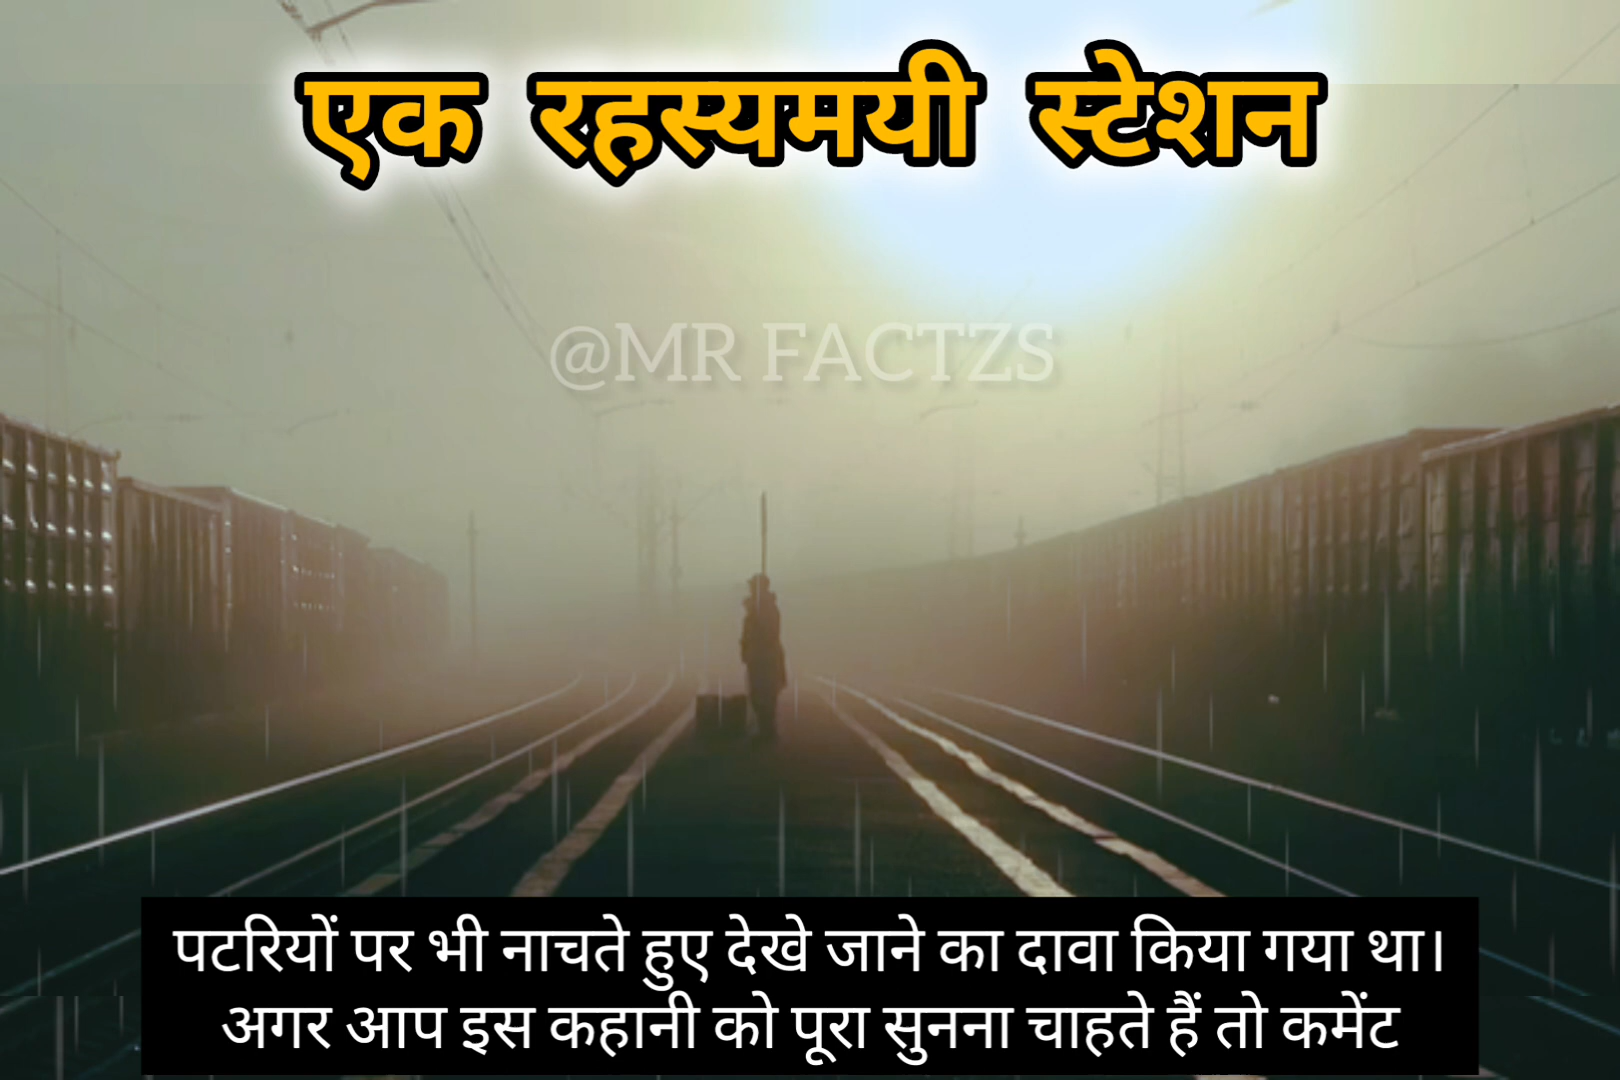 एक रहस्यमयी स्टेशन
@MR FACTZS
पटरियों पर भी नाचते हुए देखे जाने का दावा किया गया था।
अगर आप इस कहानी को पूरा सुनना चाहते हैं तो कमेंट